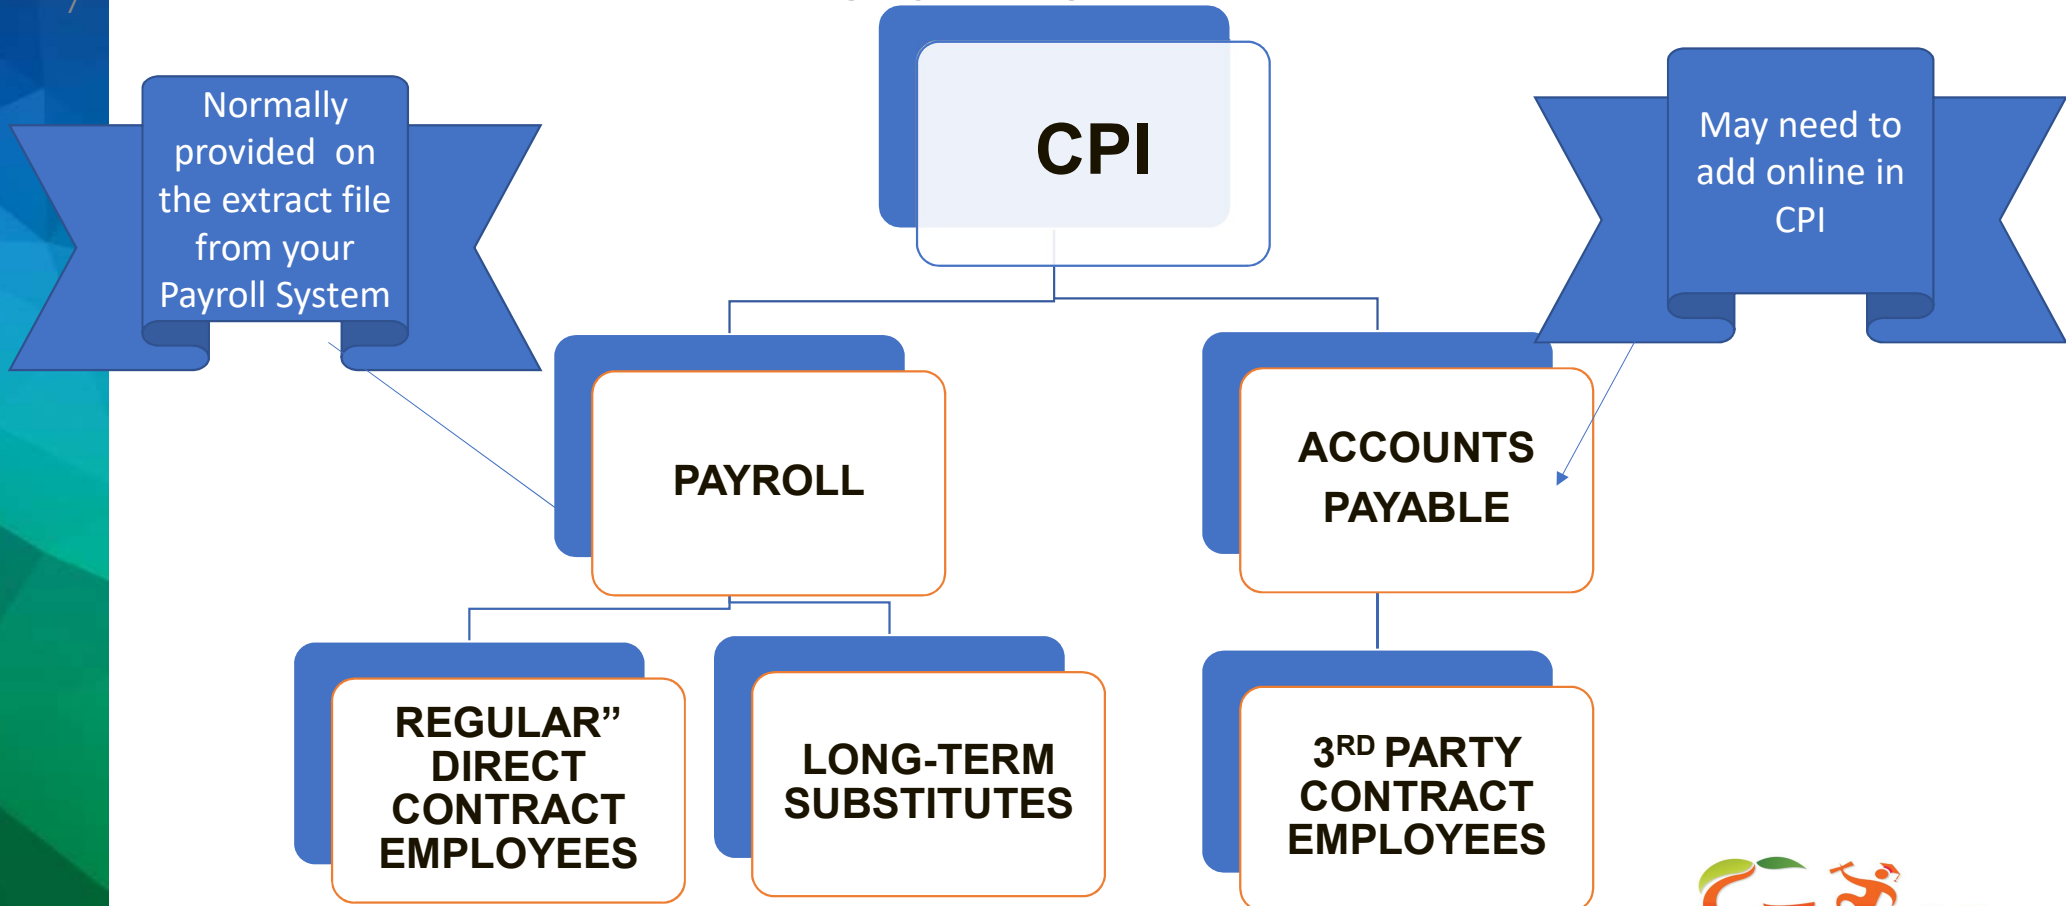 7
CPI
Normally
provided on
the extract file
from your
Payroll System
May need to
add online in
CPI
PAYROLL
ACCOUNTS
PAYABLE
REGULAR”
DIRECT
CONTRACT
EMPLOYEES
LONG-TERM
SUBSTITUTES
3RD PARTY
CONTRACT
EMPLOYEES